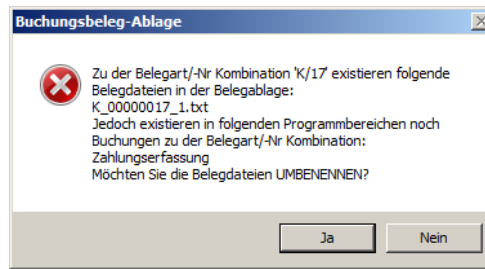 Buchungsbeleg-Ablage
Zu der Belegart/-Nr Kombination 'K/17' existieren folgende
Belegdateien in der Belegablage:
K_00000017_1.txt
Jedoch existieren in folgenden Programmbereichen noch
Buchungen zu der Belegart/-Nr Kombination:
Zahlungserfassung
Möchten Sie die Belegdateien UMBENENNEN?
Ja
Nein